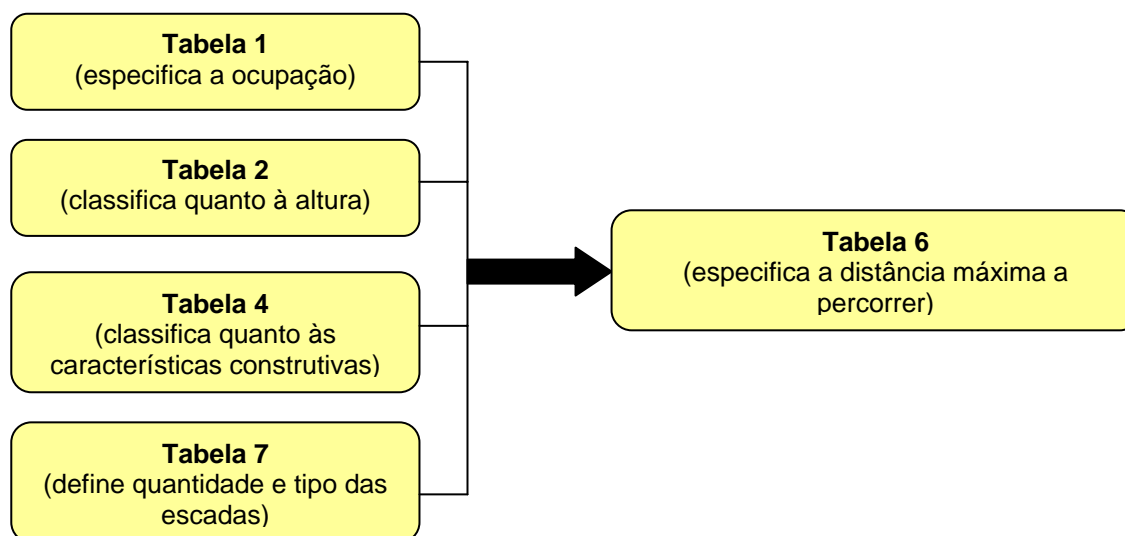 Tabela 1
(especifica a ocupação)
Tabela 2
(classifica quanto à altura)
Tabela 4
(classifica quanto às
características construtivas)
Tabela 7
(define quantidade e tipo das
escadas)
Tabela 6
(especifica a distância máxima a
percorrer)